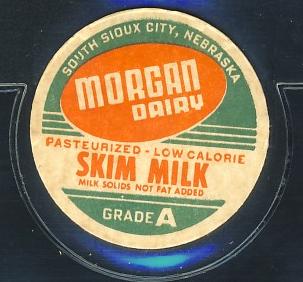 SOUTH SIOUX CITY, NEBRASKA
MORGAN
DAIRY
PASTEURIZED - LOW CALORIE
SKIM MILK
MILK SOLIDS NOT FAT ADDED
GRADE A